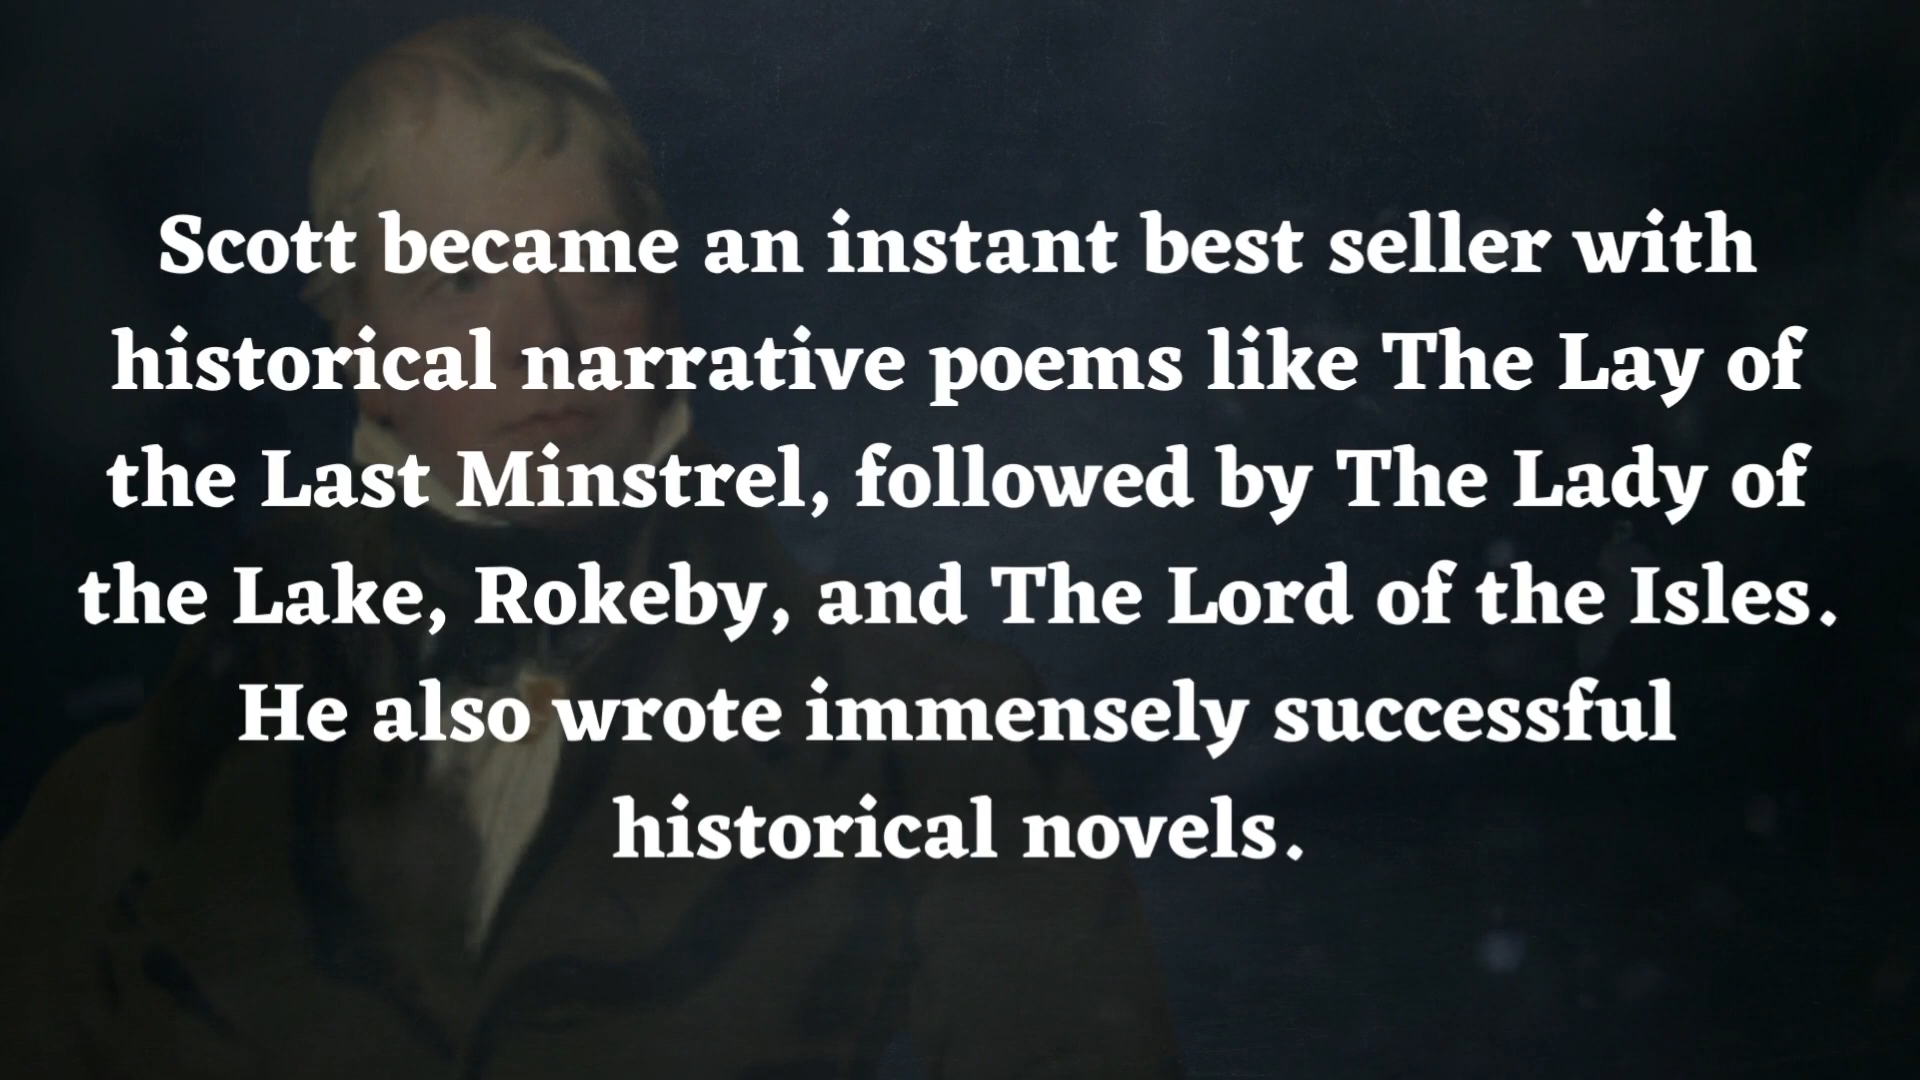 Scott became an instant best seller with
historical narrative poems like The Lay of
the Last Minstrel, followed by The Lady of
the Lake, Rokeby, and The Lord of the Isles.
He also wrote immensely successful
historical novels.